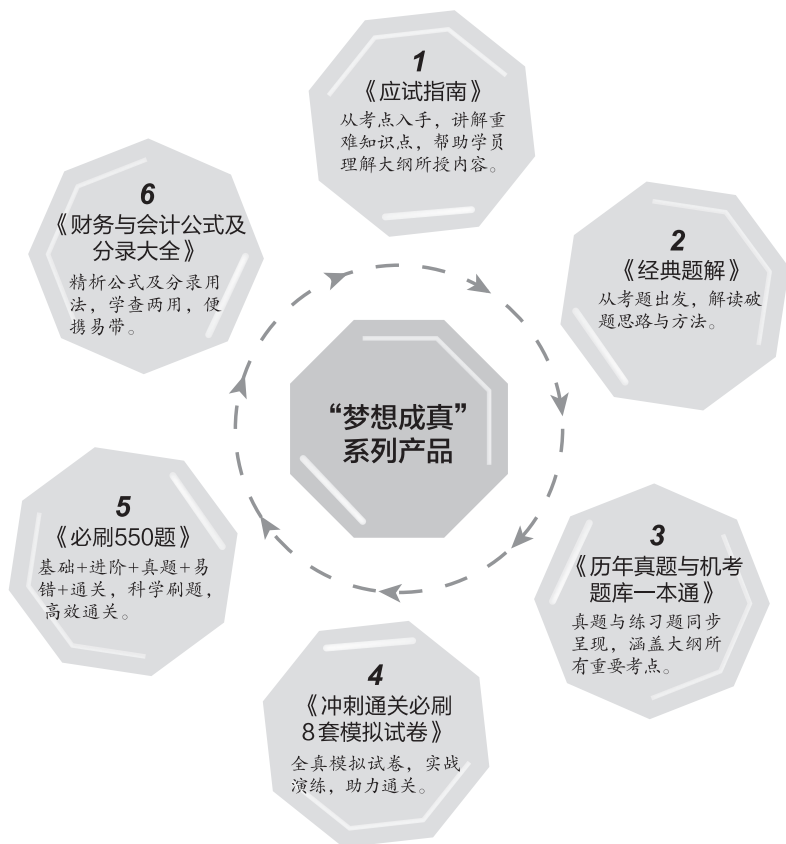 1
《应试指南》
从考点入手，讲解重
难知识点，帮助学员
理解大纲所授内容。
2
《经典题解》
从考题出发，解读破
题思路与方法。
3
《历年真题与机考
题库一本通》
真题与练习题同步
呈现，涵盖大纲所
有重要考点。
4
《冲刺通关必刷
8套模拟试卷》
全真模拟试卷，实战
演练，助力通关。
5
《必刷550题》
基础+进阶+真题+易
错+通关，科学刷题，
高效通关。
6
《财务与会计公式及
分录大全》
精析公式及分录用
法，学查两用，便
携易带。
“梦想成真”
系列产品